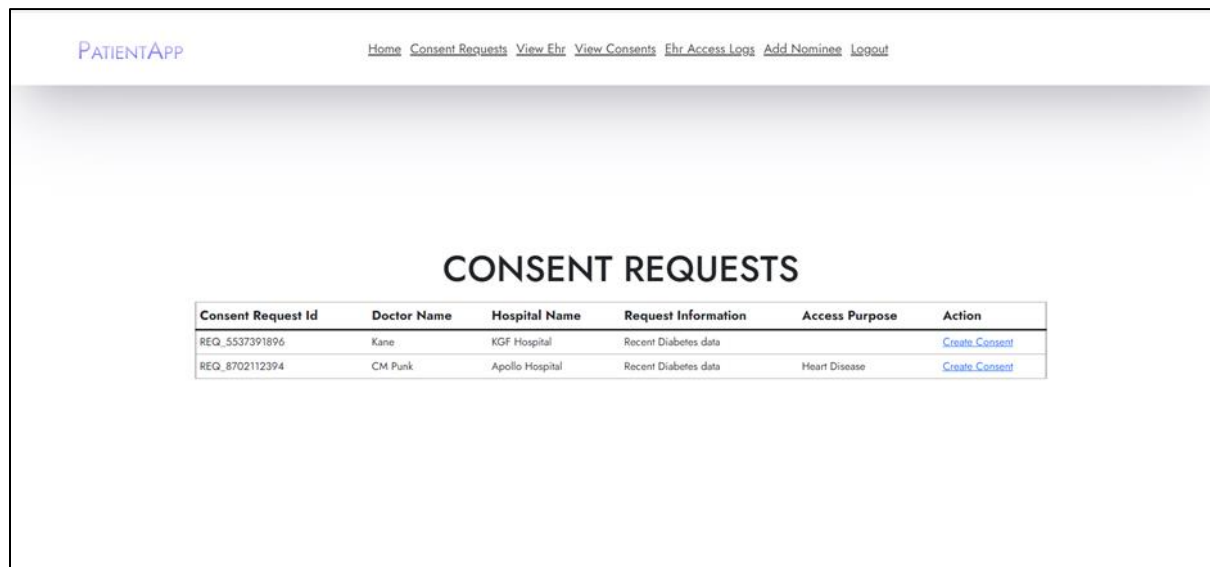 PATIENTAPP
Home Consent Requests View Ehr View Consents Ehr Access Logs Add Nominee Logout
CONSENT REQUESTS
Consent Request Id Doctor Name Hospital Name Request Information Access Purpose Action
REQ_5537391896 Kane KGF Hospital Recent Diabetes data Create Consent
REQ_8702112394 CM Punk Apollo Hospital Recent Diabetes data Heart Disease Create Consent